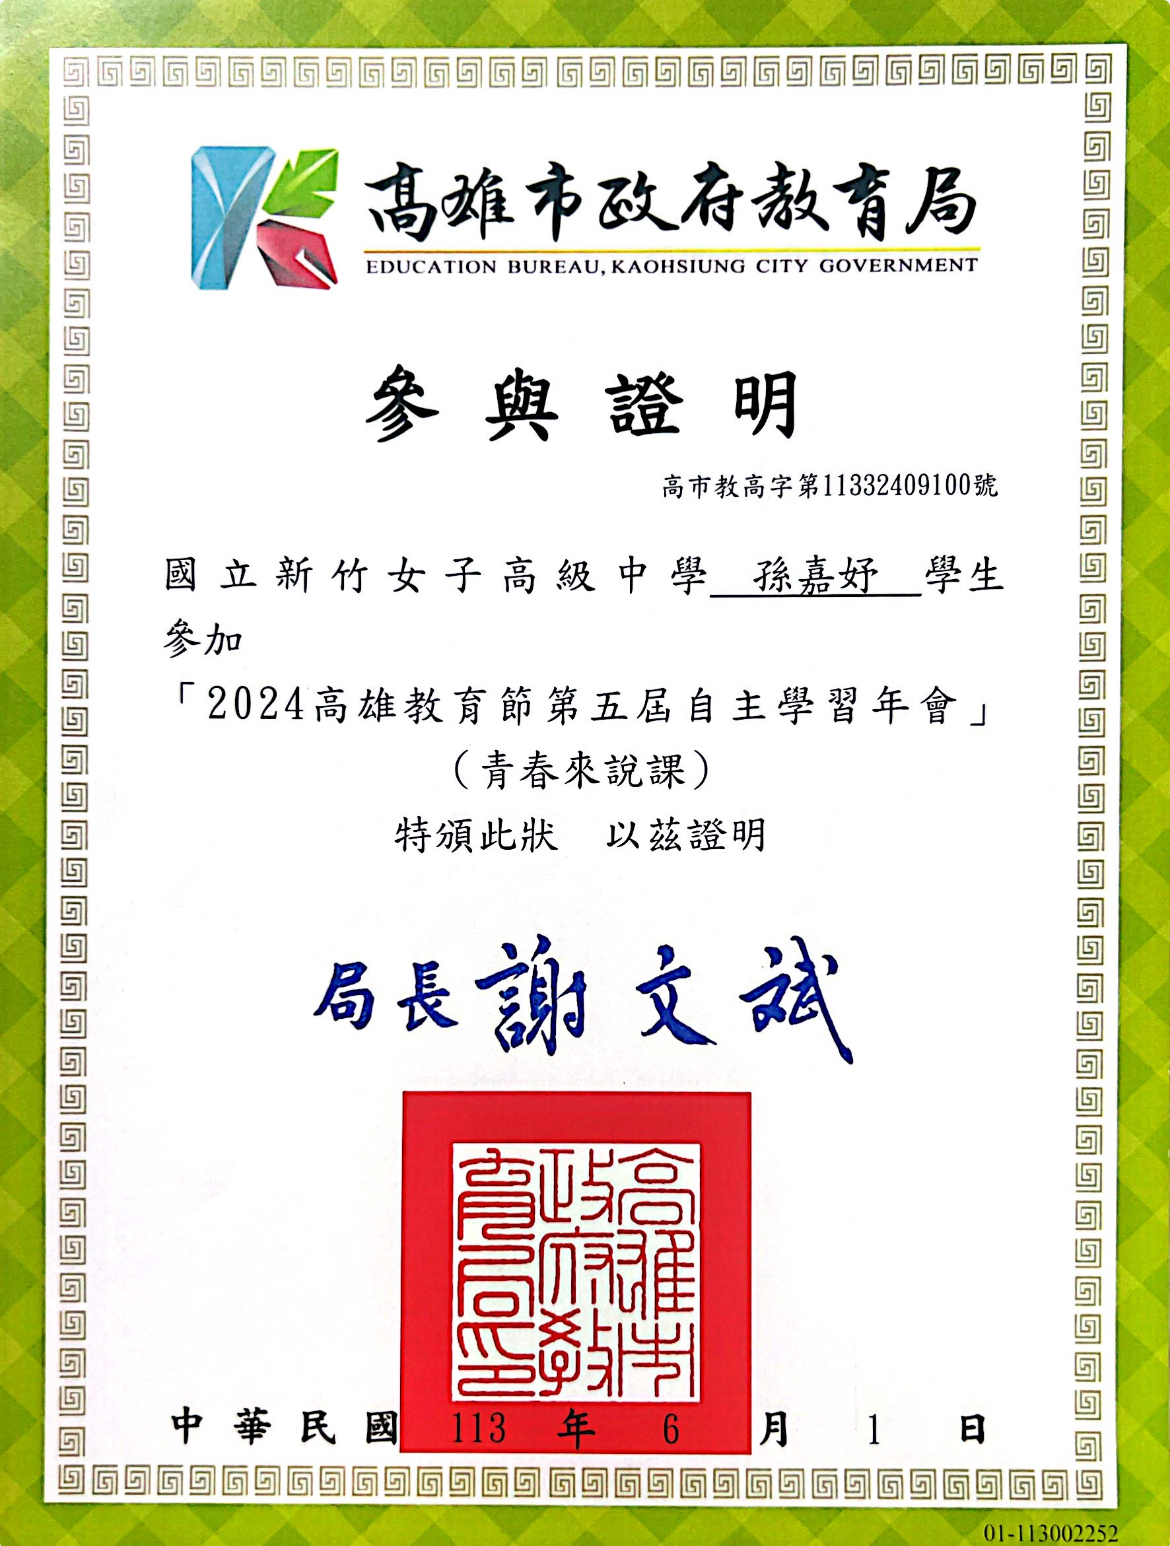 高雄市政府教育局
EDUCATION BUREAU, KAOHSIUNG CITY GOVERNMENT
參與證明
高市教高字第11332409100號
國立新竹女子高級中學 孫嘉妤 學生
參加
「2024高雄教育節第五屆自主學習年會」
（青春來說課）
特頒此狀 以茲證明
局長 謝文斌
高雄市政府教育局印
中華民國 113 年 6 月 1 日
01-113002252